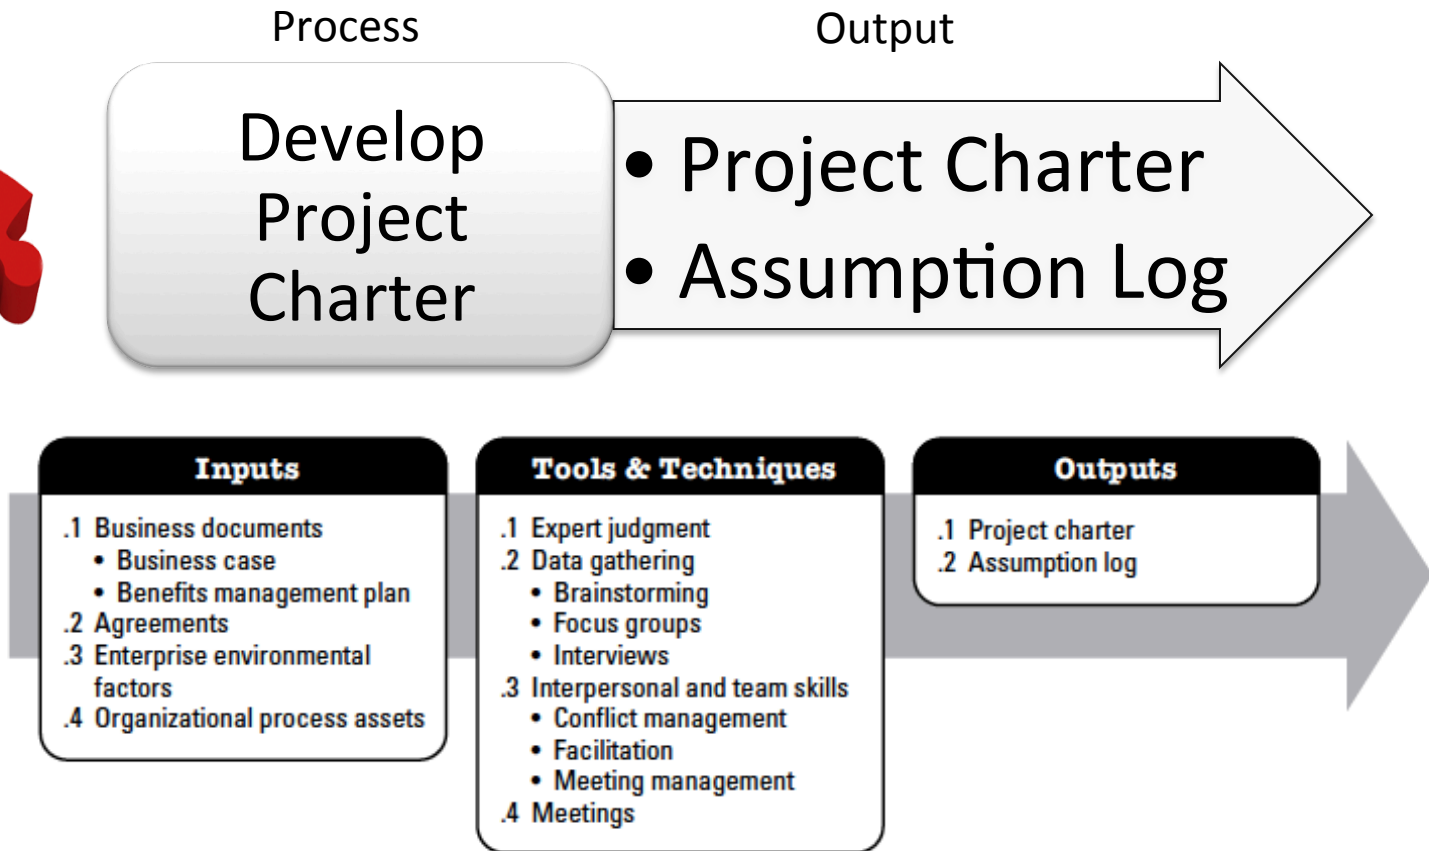 Process
Output
Develop
Project
Charter
• Project Charter
• Assumption Log
Inputs
.1 Business documents
• Business case
• Benefits management plan
.2 Agreements
.3 Enterprise environmental
factors
.4 Organizational process assets
Tools & Techniques
.1 Expert judgment
.2 Data gathering
• Brainstorming
• Focus groups
• Interviews
.3 Interpersonal and team skills
• Conflict management
• Facilitation
• Meeting management
.4 Meetings
Outputs
.1 Project charter
.2 Assumption log